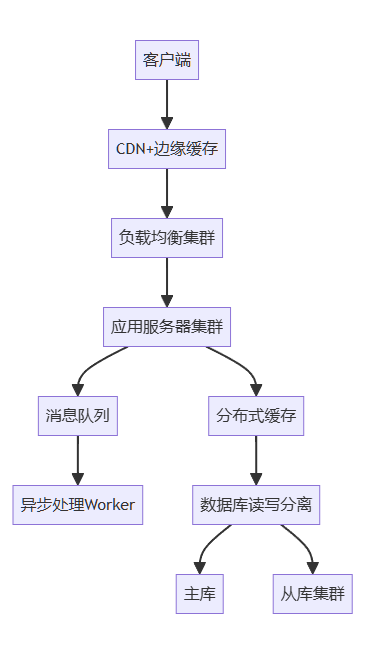 客户端
CDN+边缘缓存
负载均衡集群
应用服务器集群
消息队列
分布式缓存
异步处理Worker
数据库读写分离
主库
从库集群